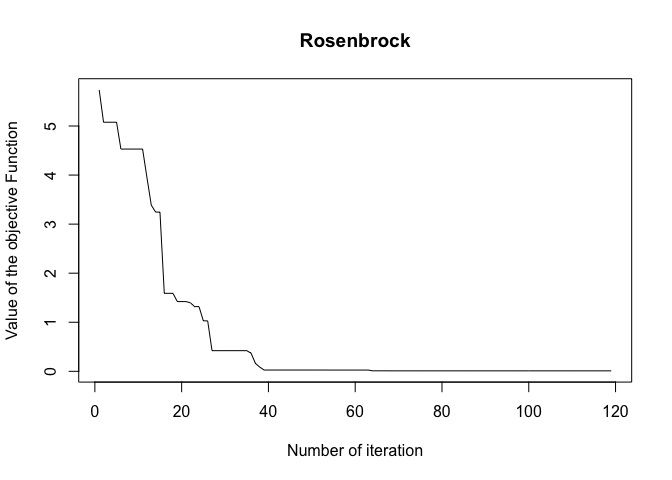 Rosenbrock
Value of the objective Function
5
4
3
2
1
0
0 20 40 60 80 100 120
Number of iteration